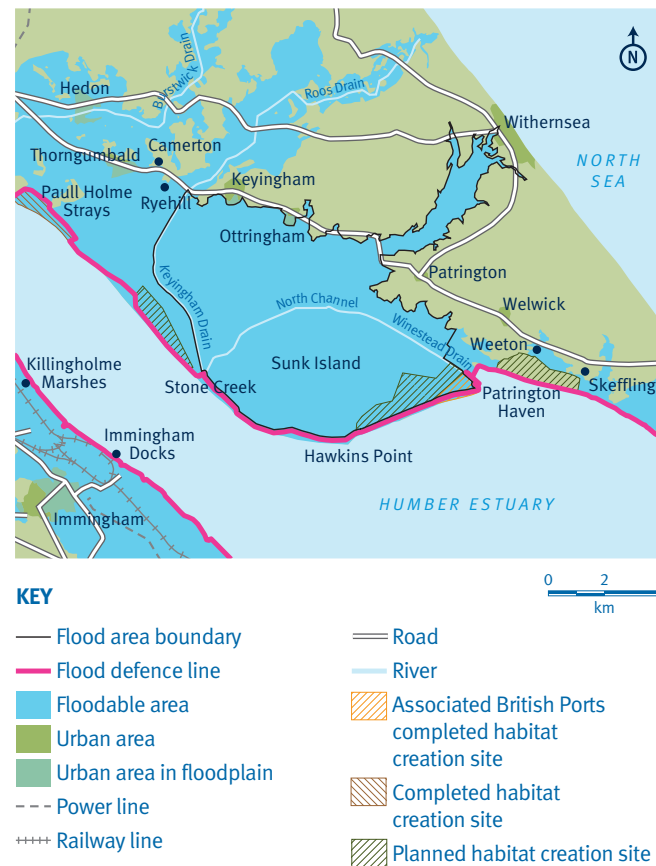 N
Hedon
Burstwick Drain
Roos Drain
Withernsea
NORTH
SEA
Camerton
Thorngumbald
Keyingham
Paull Holme
Strays
Ryehill
Ottringham
Keyingham Drain
Patrington
North Channel
Welwick
Winestead Drain
Weeton
Killingholme
Marshes
Sunk Island
Stone Creek
Skeffling
Patrington
Haven
Immingham
Docks
Hawkins Point
HUMBER ESTUARY
Immingham
KEY
0 2
km
Flood area boundary
Flood defence line
Floodable area
Urban area
Urban area in floodplain
Power line
Railway line
Road
River
Associated British Ports
completed habitat
creation site
Completed habitat
creation site
Planned habitat creation site